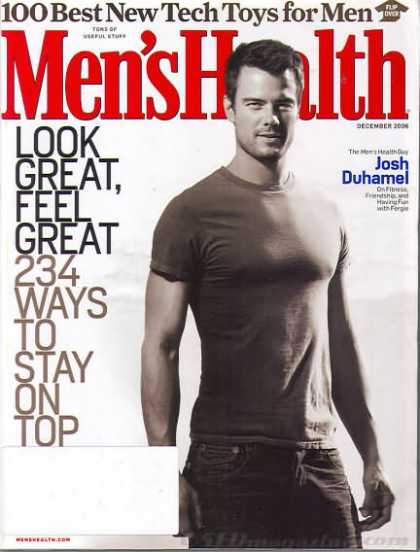 100 Best New Tech Toys for Men
FLIP
OVER
TONS OF
USEFUL STUFF
Men'sHealth
DECEMBER 2006
LOOK
GREAT,
FEEL
GREAT
234
WAYS
TO
STAY
ON
TOP
The Men's Health Guy
Josh
Duhamel
On Fitness,
Friendship, and
Having Fun
with Fergie
MENSHEALTH.COM